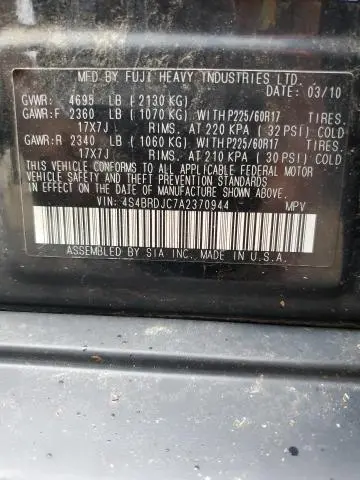 MFD BY FUJI HEAVY INDUSTRIES LTD.
DATE: 03/10
GVWR: 4695 LB (2130 KG)
GAWR:F 2360 LB (1070 KG) WITH P225/60R17 TIRES.
17X7J RIMS. AT 220 KPA (32 PSI) COLD
GAWR:R 2340 LB (1060 KG) WITH P225/60R17 TIRES.
17X7J RIMS. AT 210 KPA (30 PSI) COLD
THIS VEHICLE CONFORMS TO ALL APPLICABLE FEDERAL MOTOR
VEHICLE SAFETY AND THEFT PREVENTION STANDARDS
IN EFFECT ON THE DATE OF MANUFACTURE SHOWN ABOVE.
VIN: 4S4BRDJC7A2370944 MPV
ASSEMBLED BY SIA INC. MADE IN U.S.A.